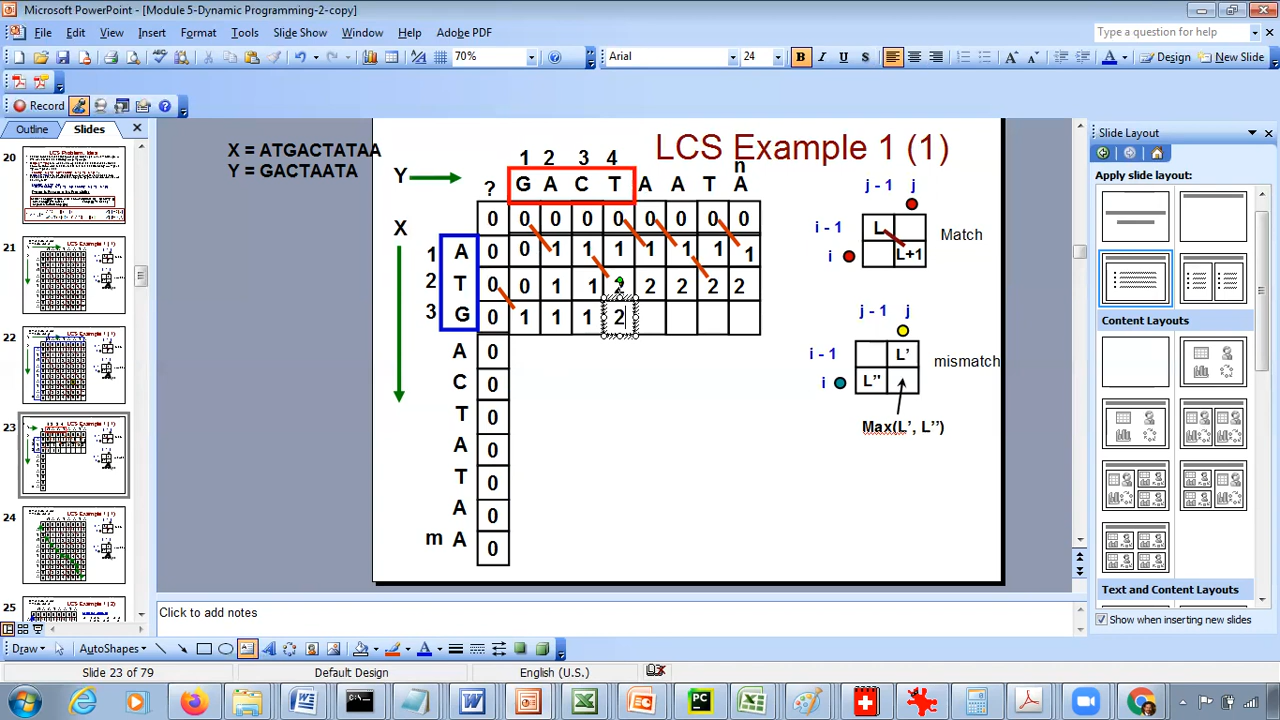 Microsoft PowerPoint - [Module 5-Dynamic Programming-2-copy]
File Edit View Insert Format Tools Slide Show Window Help Adobe PDF
Type a question for help
70%
Arial
24
B I U S
A
Design
New Slide
Record
Outline
Slides
20
21
22
23
24
25
X = ATGACTATAA
Y = GACTAATA
LCS Example 1 (1)
1 2 3 4 n
Y
? G A C T A A T A
X
0 0 0 0 0 0 0 0 0
1 A 0 0 1 1 1 1 1 1 1
2 T 0 0 1 1 2 2 2 2 2
3 G 0 1 1 1 2
A 0
C 0
T 0
A 0
T 0
A 0
m A 0
j - 1 j
i - 1 L
i L+1
Match
j - 1 j
i - 1 L’
i L”
mismatch
Max(L’, L”)
Slide Layout
Apply slide layout:
Content Layouts
Text and Content Layouts
Show when inserting new slides
Click to add notes
Draw
AutoShapes
Slide 23 of 79
Default Design
English (U.S.)